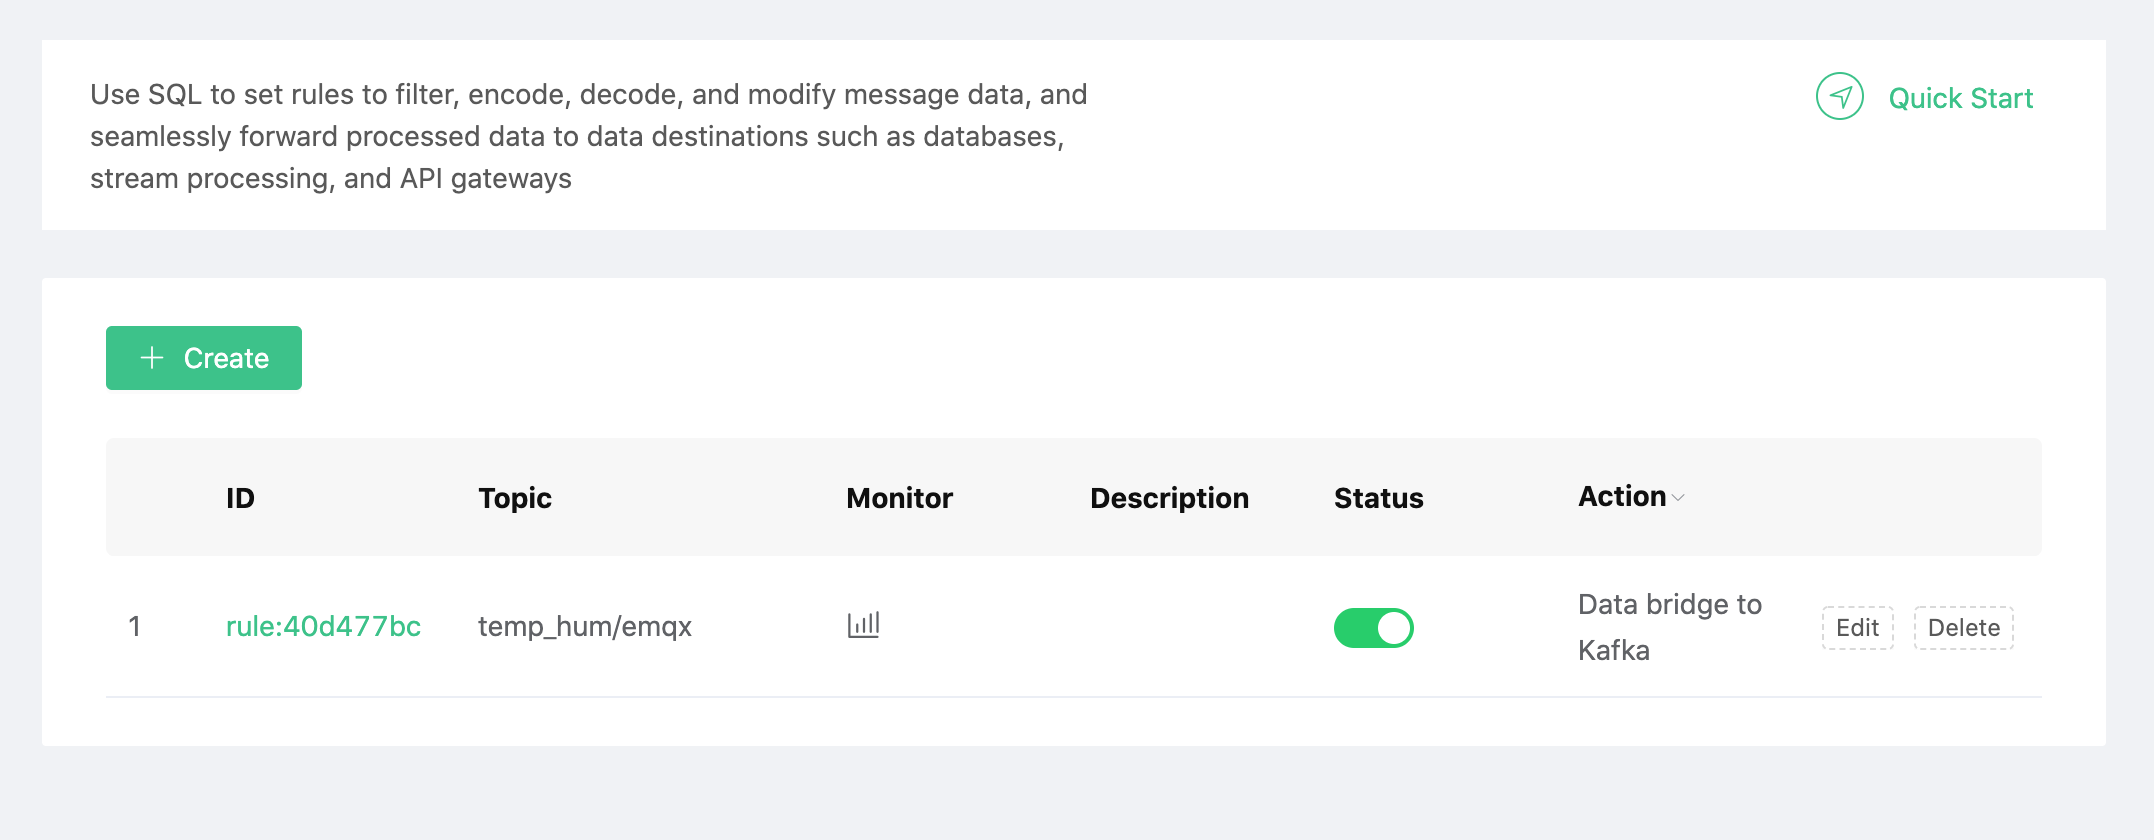 Use SQL to set rules to filter, encode, decode, and modify message data, and
seamlessly forward processed data to data destinations such as databases,
stream processing, and API gateways
Quick Start
Create
ID Topic Monitor Description Status Action
1 rule:40d477bc temp_hum/emqx Data bridge to
Kafka
Edit Delete